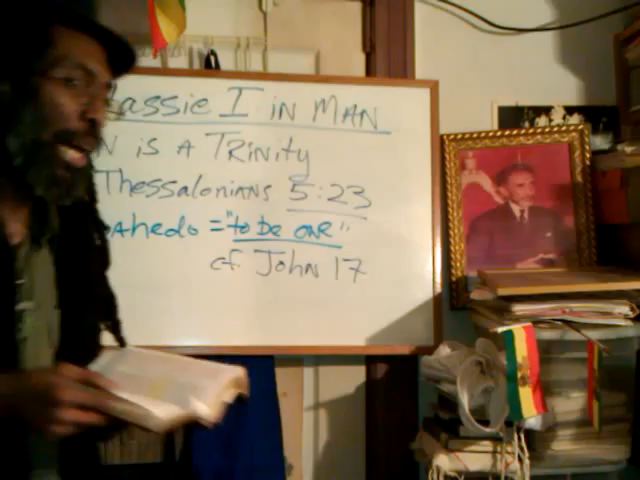 assie I IN MAN
N IS A TRINITY
Thessalonians 5:23
Ahedo = "to be ONE"
cf John 17